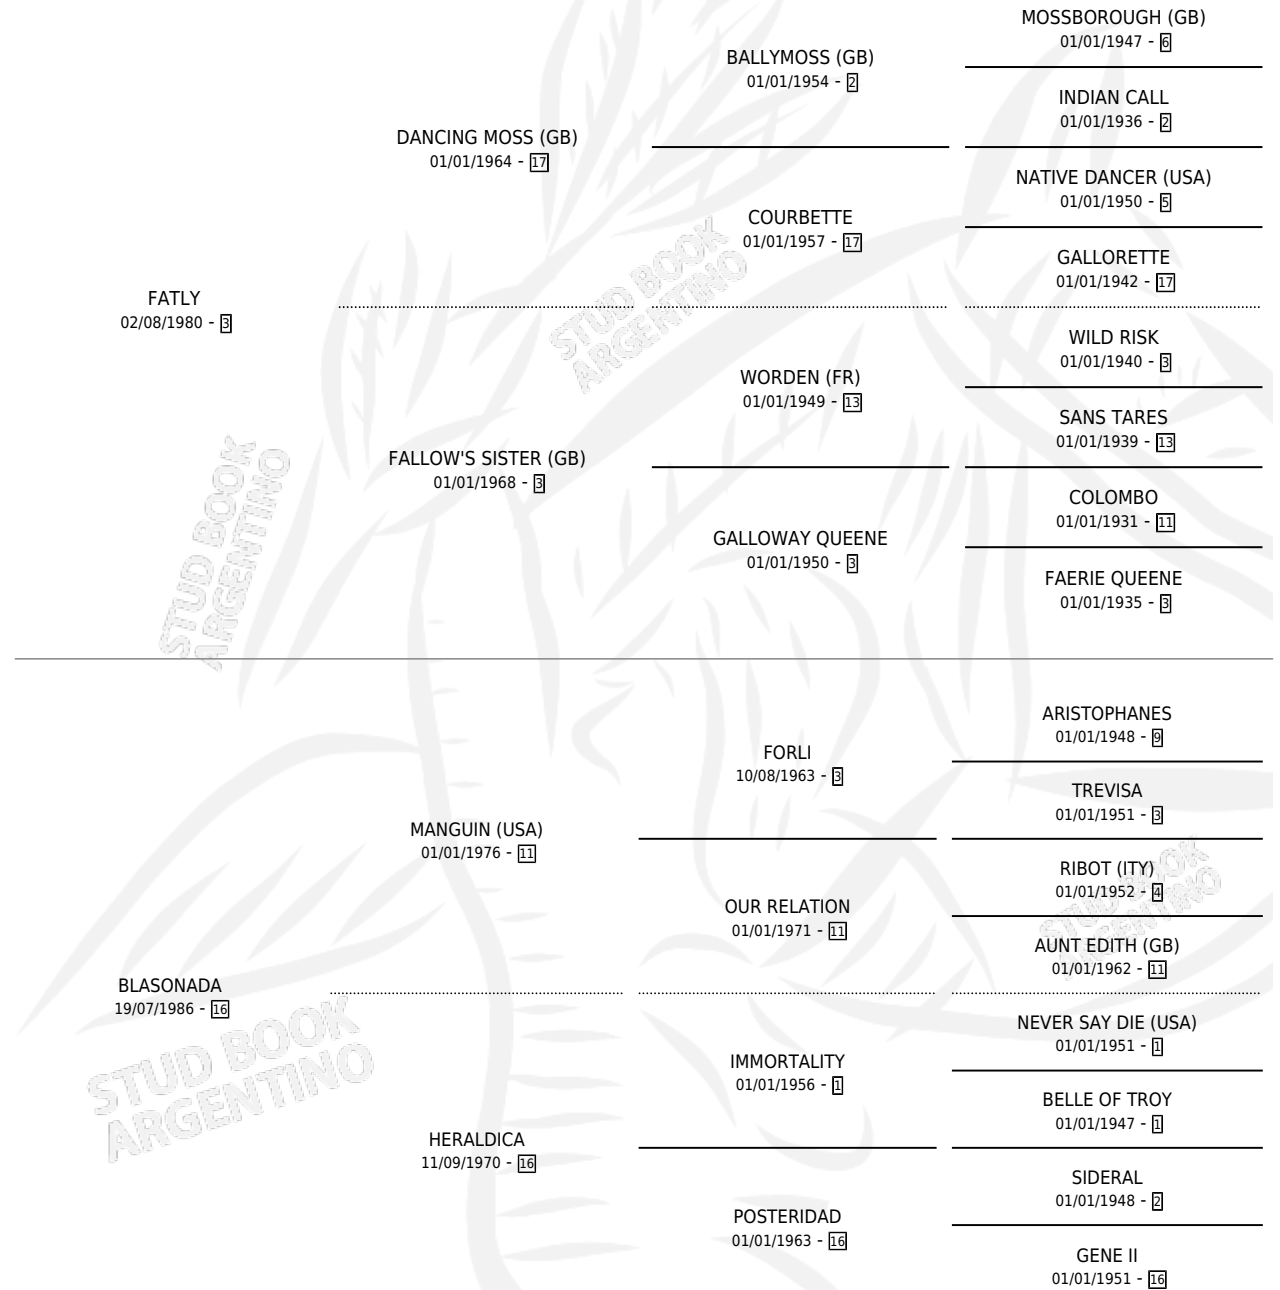 MOSSBOROUGH (GB)
01/01/1947 - 6
BALLYMOSS (GB)
01/01/1954 - 2
INDIAN CALL
01/01/1936 - 2
DANCING MOSS (GB)
01/01/1964 - 17
NATIVE DANCER (USA)
01/01/1950 - 5
COURBETTE
01/01/1957 - 17
GALLORETTE
01/01/1942 - 17
FATLY
02/08/1980 - 3
WILD RISK
01/01/1940 - 3
WORDEN (FR)
01/01/1949 - 13
SANS TARES
01/01/1939 - 13
FALLOW'S SISTER (GB)
01/01/1968 - 3
COLOMBO
01/01/1931 - 11
GALLOWAY QUEENE
01/01/1950 - 3
FAERIE QUEENE
01/01/1935 - 3
STUD BOOK
ARGENTINO
STUD BOOK
ARGENTINO
ARISTOPHANES
01/01/1948 - 9
FORLI
10/08/1963 - 3
TREVISA
01/01/1951 - 3
MANGUIN (USA)
01/01/1976 - 11
RIBOT (ITY)
01/01/1952 - 4
OUR RELATION
01/01/1971 - 11
AUNT EDITH (GB)
01/01/1962 - 11
STUD BOOK
ARGENTINO
BLASONADA
19/07/1986 - 16
NEVER SAY DIE (USA)
01/01/1951 - 1
IMMORTALITY
01/01/1956 - 1
BELLE OF TROY
01/01/1947 - 1
HERALDICA
11/09/1970 - 16
SIDERAL
01/01/1948 - 2
POSTERIDAD
01/01/1963 - 16
GENE II
01/01/1951 - 16
STUD BOOK
ARGENTINO